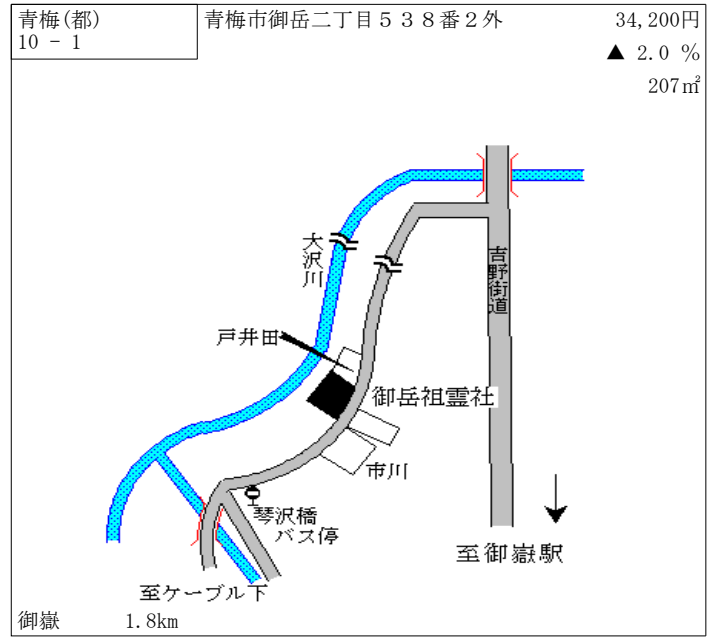 青梅(都)
10 - 1
青梅市御岳二丁目５３８番２外
34,200円
▲ 2.0 %
207㎡
大沢川
吉野街道
戸井田
御岳祖霊社
市川
琴沢橋
バス停
至御嶽駅
至ケーブル下
御嶽 1.8km